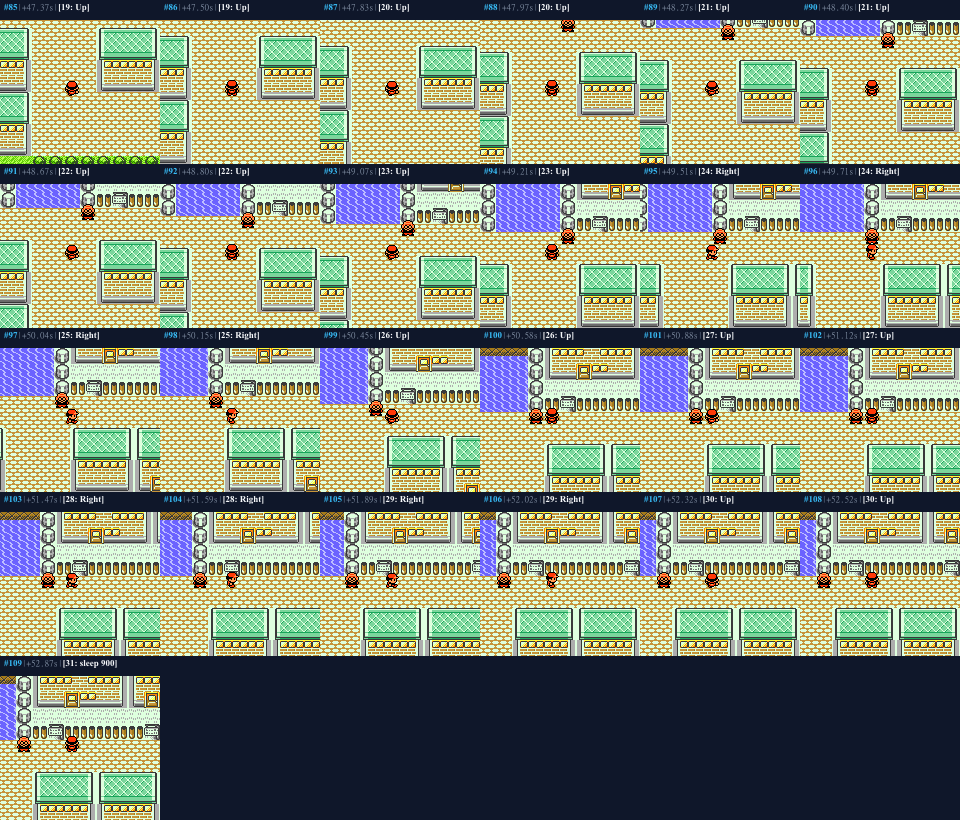 #85|+47.37s| [19: Up]
#86|+47.50s| [19: Up]
#87|+47.83s| [20: Up]
#88|+47.97s| [20: Up]
#89|+48.27s| [21: Up]
#90|+48.40s| [21: Up]
#91|+48.67s| [22: Up]
#92|+48.80s| [22: Up]
#93|+49.07s| [23: Up]
#94|+49.21s| [23: Up]
#95|+49.51s| [24: Right]
#96|+49.71s| [24: Right]
#97|+50.04s| [25: Right]
#98|+50.15s| [25: Right]
#99|+50.45s| [26: Up]
#100|+50.58s| [26: Up]
#101|+50.88s| [27: Up]
#102|+51.12s| [27: Up]
#103|+51.47s| [28: Right]
#104|+51.59s| [28: Right]
#105|+51.89s| [29: Right]
#106|+52.02s| [29: Right]
#107|+52.32s| [30: Up]
#108|+52.52s| [30: Up]
#109|+52.87s| [31: sleep 900]